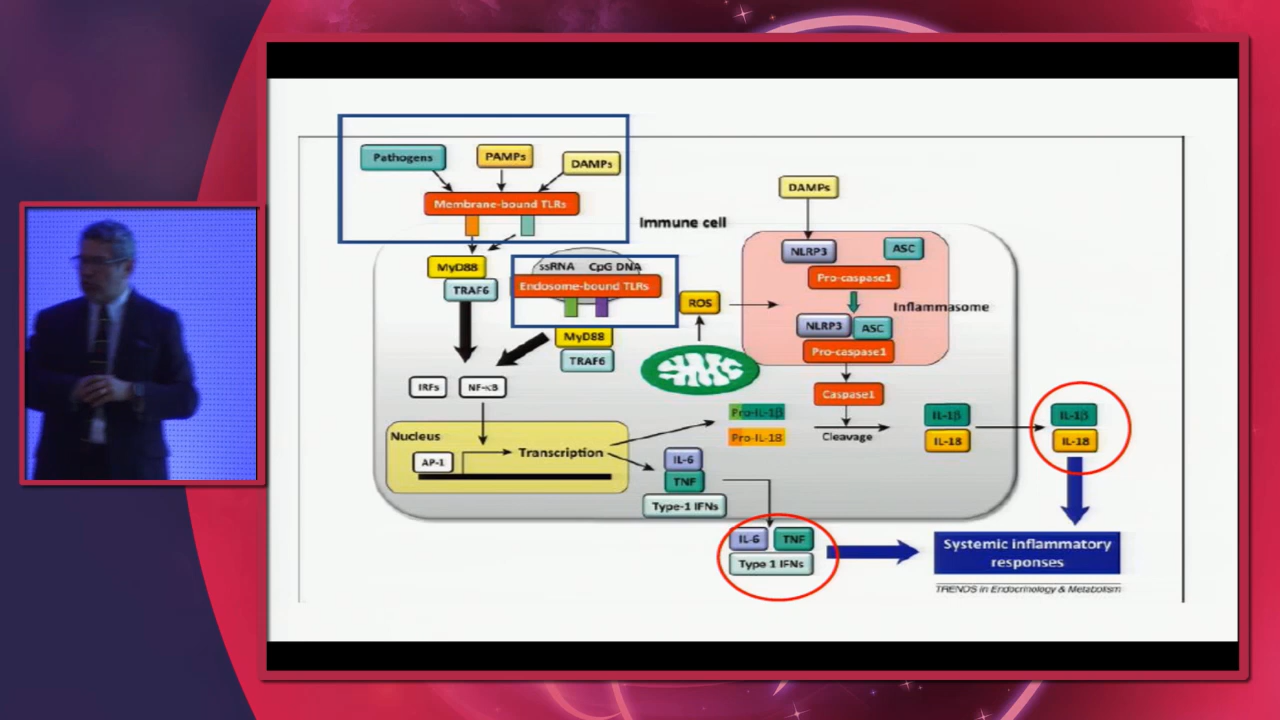 Pathogens
PAMPs
DAMPs
Membrane-bound TLRs
Immune cell
MyD88
TRAF6
ssRNA CpG DNA
Endosome-bound TLRs
MyD88
TRAF6
IRFs
NF-κB
Nucleus
AP-1
Transcription
ROS
DAMPs
NLRP3
ASC
Pro-caspase1
Inflammasome
NLRP3
ASC
Pro-caspase1
Caspase1
Cleavage
Pro-IL-1β
Pro-IL-18
IL-6
TNF
Type-1 IFNs
IL-1β
IL-18
IL-1β
IL-18
IL-6
TNF
Type 1 IFNs
Systemic inflammatory
responses
TRENDS in Endocrinology & Metabolism